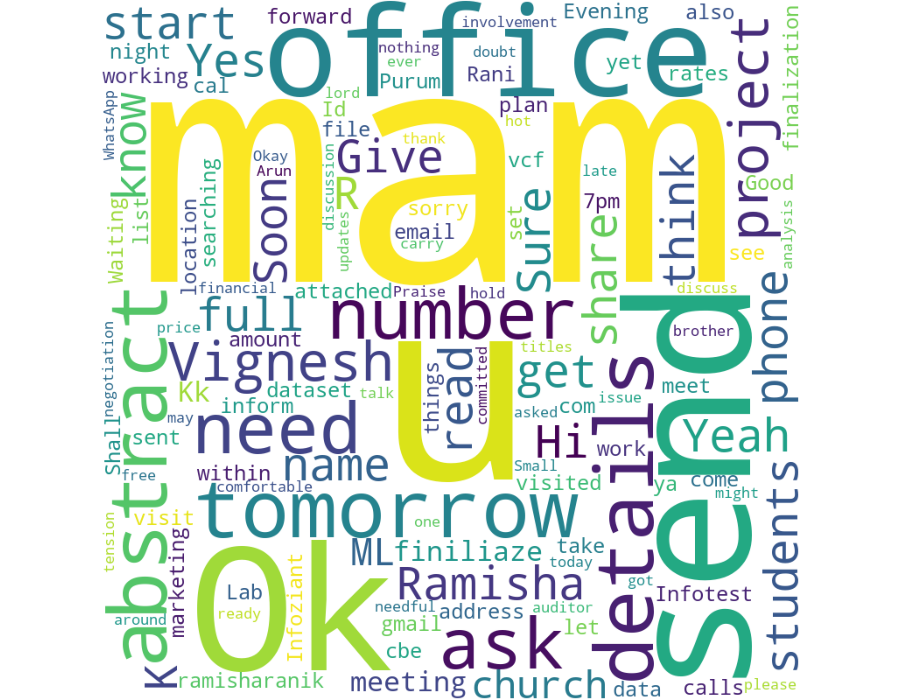 start
forward
involvement
Evening
also
office
night
Yes
nothing
doubt
yet
project
finalization
working
cal
ever
Purum
Rani
rates
WhatsApp
know
lord
Id
plan
hot
mam
file
thank
Okay
Arun
Give
vcf
late
think
list
searching
Soon
discussion
R
sorry
set
Sure
7pm
Good
Waiting
location
updates
email
carry
share
see
analysis
financial
attached
Praise
hold
discuss
abstract
full
number
send
phone
price
amount
u
brother
negotiation
Vignesh
things
read
committed
titles
details
Kk
dataset
talk
get
meet
may
inform
asked
com
issue
Shall
sent
need
name
Hi
work
Yeah
free
within
Small
visited
ya
come
students
comfortable
might
tension
visit
tomorrow
one
marketing
Ok
Infoziant
ML
finiliaze
take
today
Lab
Ramisha
got
Infotest
around
ready
needful
address
auditor
gmail
ask
let
K
cbe
ramisharanik
meeting
church
data
calls
please